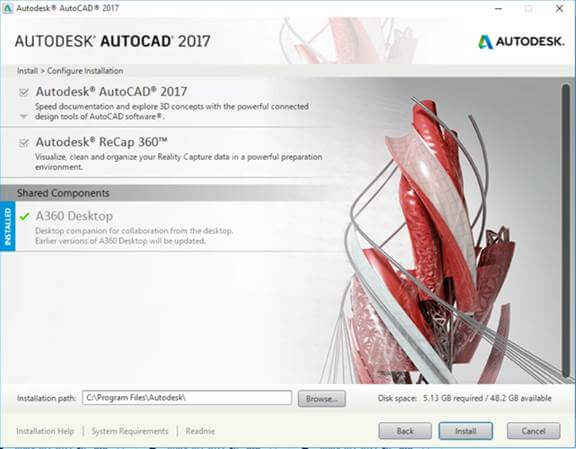 Autodesk® AutoCAD® 2017
AUTODESK® AUTOCAD® 2017
AUTODESK.
Install > Configure Installation
Autodesk® AutoCAD® 2017
Speed documentation and explore 3D concepts with the powerful connected
design tools of AutoCAD software®.
Autodesk® ReCap 360™
Visualize, clean and organize your Reality Capture data in a powerful preparation
environment.
Shared Components
INSTALLED
A360 Desktop
Desktop companion for collaboration from the desktop.
Earlier versions of A360 Desktop will be updated.
Installation path: C:\Program Files\Autodesk\ Browse... Disk space: 5.13 GB required / 48.2 GB available
Installation Help | System Requirements | Readme Back Install Cancel